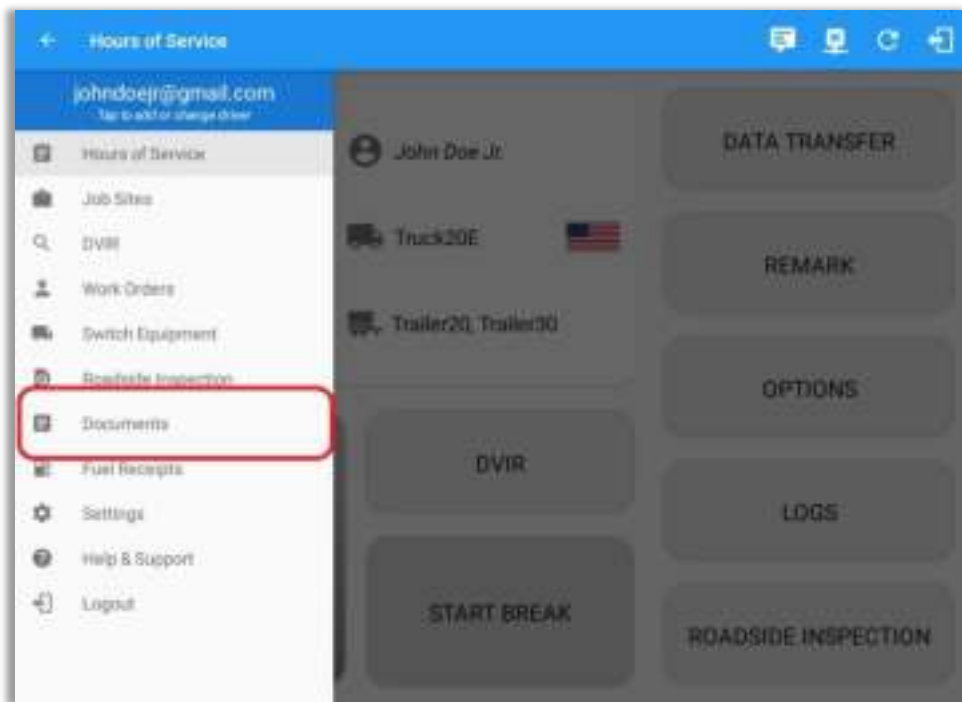 Hours of Service
johndoejr@gmail.com
Tap to add or change driver
Hours of Service
Job Sites
DVIR
Work Orders
Switch Equipment
Roadside Inspection
Documents
Fuel Receipts
Settings
Help & Support
Logout
John Doe Jr.
Truck20E
Trailer20, Trailer30
DVIR
START BREAK
DATA TRANSFER
REMARK
OPTIONS
LOGS
ROADSIDE INSPECTION